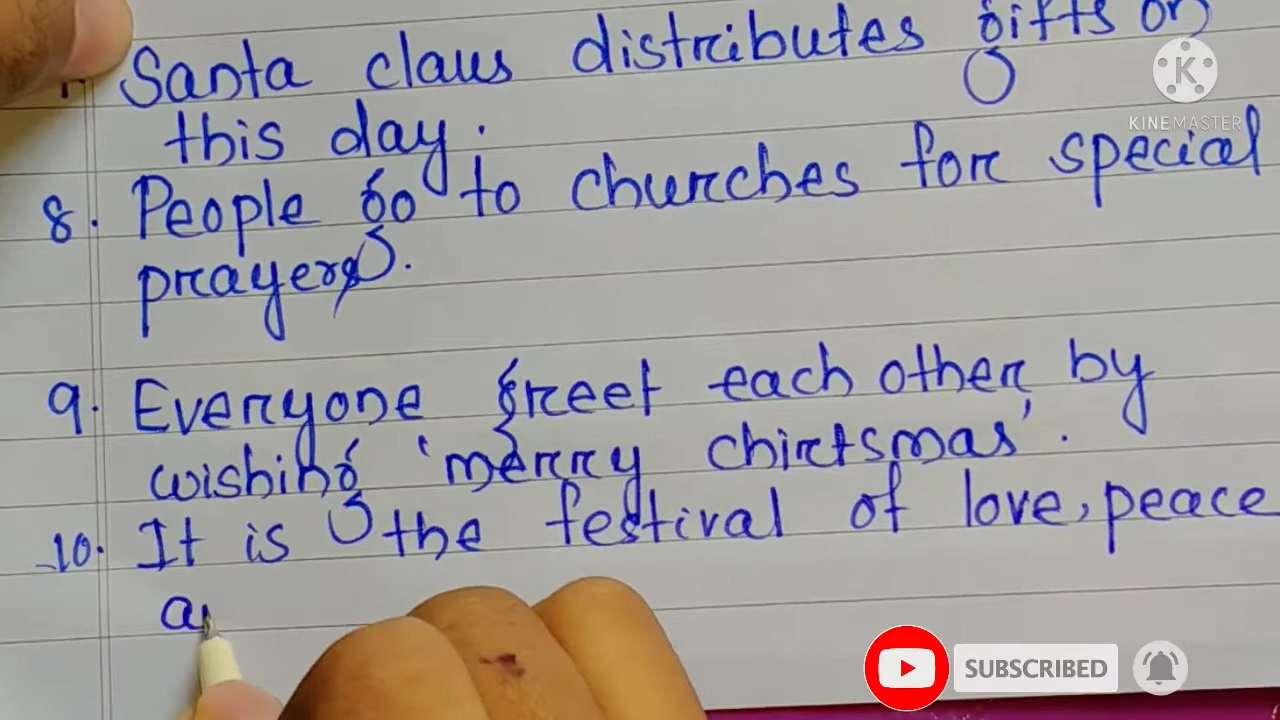 Santa claus distributes gifts on
this day.
8. People go to churches for special
prayers.
9. Everyone greet each other by
wishing 'merry chirtsmas'.
10. It is the festival of love, peace
a
KINEMASTER
SUBSCRIBED